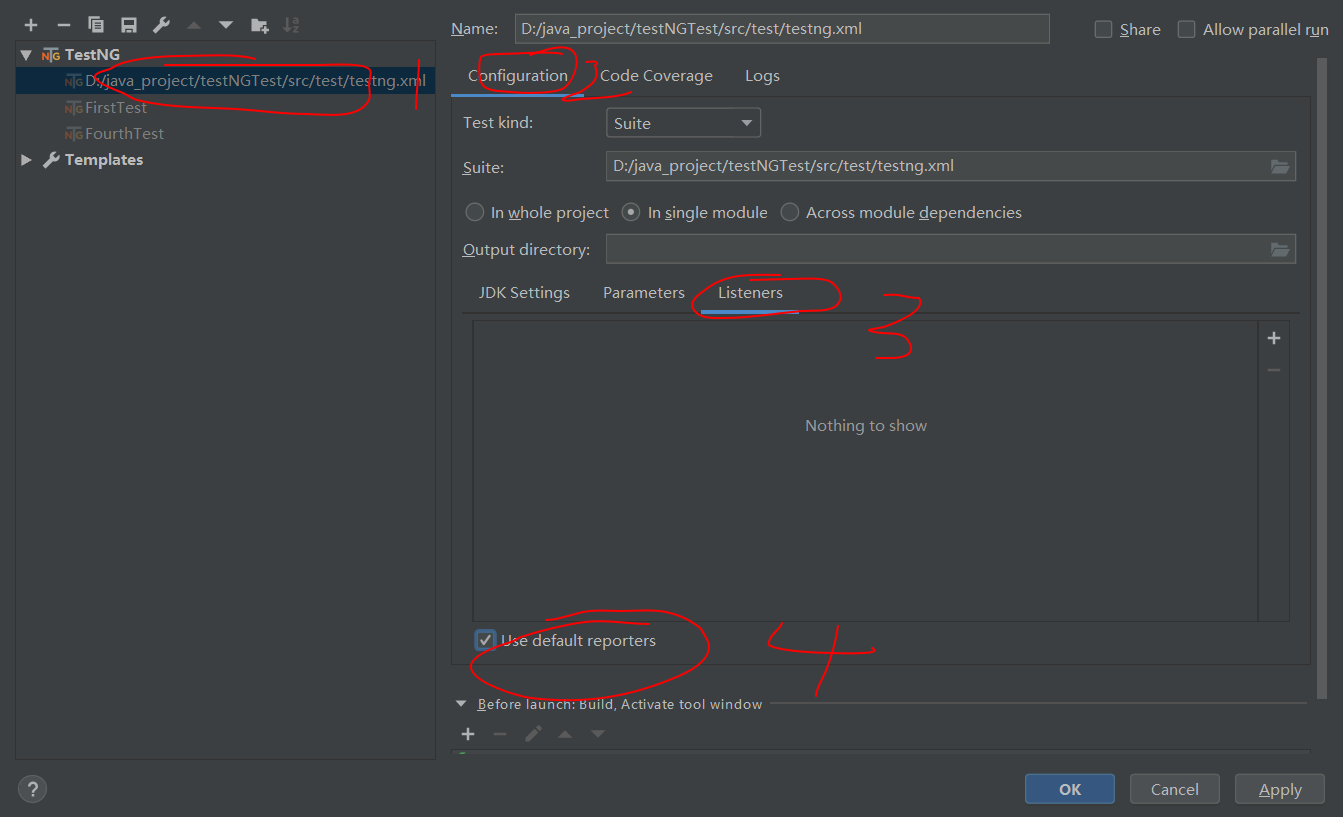 Name: D:/java_project/testNGTest/src/test/testng.xml Share Allow parallel run
TestNG
D:/java_project/testNGTest/src/test/testng.xml 1
FirstTest
FourthTest
Templates
Configuration 2 Code Coverage Logs
Test kind: Suite
Suite: D:/java_project/testNGTest/src/test/testng.xml
In whole project In single module Across module dependencies
Output directory:
JDK Settings Parameters Listeners
3
Nothing to show
Use default reporters 4
Before launch: Build, Activate tool window
? OK Cancel Apply